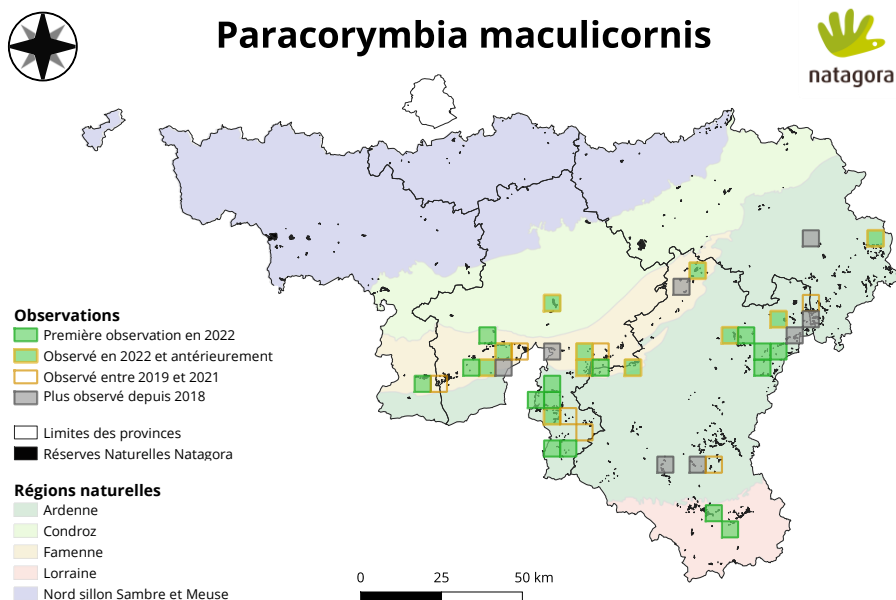 Paracorymbia maculicornis
natagora
Observations
Première observation en 2022
Observé en 2022 et antérieurement
Observé entre 2019 et 2021
Plus observé depuis 2018
Limites des provinces
Réserves Naturelles Natagora
Régions naturelles
Ardenne
Condroz
Famenne
Lorraine
Nord sillon Sambre et Meuse
0 25 50 km